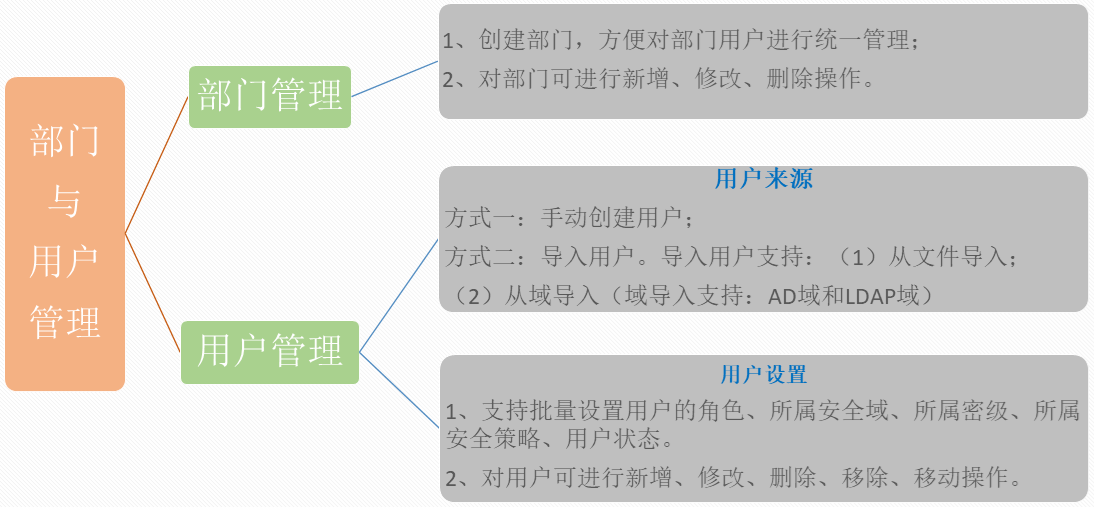 部门
与
用户
管理
部门管理
1、创建部门，方便对部门用户进行统一管理；
2、对部门可进行新增、修改、删除操作。
用户管理
用户来源
方式一：手动创建用户；
方式二：导入用户。导入用户支持：（1）从文件导入；
（2）从域导入（域导入支持：AD域和LDAP域）
用户设置
1、支持批量设置用户的角色、所属安全域、所属密级、所属
安全策略、用户状态。
2、对用户可进行新增、修改、删除、移除、移动操作。